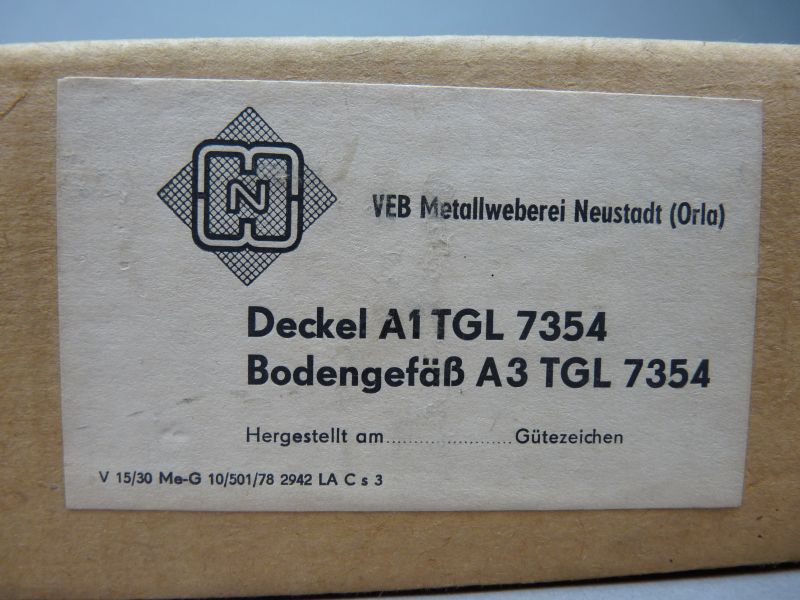 VEB Metallweberei Neustadt (Orla)
Deckel A1 TGL 7354
Bodengefäß A3 TGL 7354
Hergestellt am...................... Gütezeichen
V 15/30 Me-G 10/501/78 2942 LA C s 3